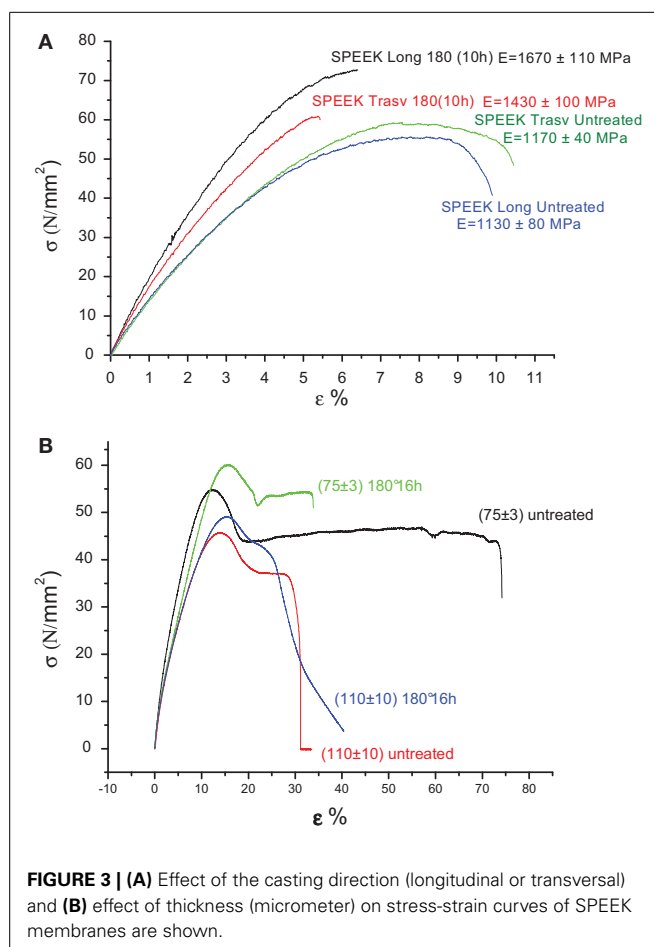 A
SPEEK Long 180 (10h) E=1670 ± 110 MPa
SPEEK Trasv 180(10h) E=1430 ± 100 MPa
SPEEK Trasv Untreated
E=1170 ± 40 MPa
SPEEK Long Untreated
E=1130 ± 80 MPa
σ (N/mm²)
80
70
60
50
40
30
20
10
0
0 1 2 3 4 5 6 7 8 9 10 11
ε %
B
(75±3) 180°16h
(75±3) untreated
(110±10) 180°16h
(110±10) untreated
σ (N/mm²)
60
50
40
30
20
10
0
-10 0 10 20 30 40 50 60 70 80
ε %
FIGURE 3 | (A) Effect of the casting direction (longitudinal or transversal)
and (B) effect of thickness (micrometer) on stress-strain curves of SPEEK
membranes are shown.